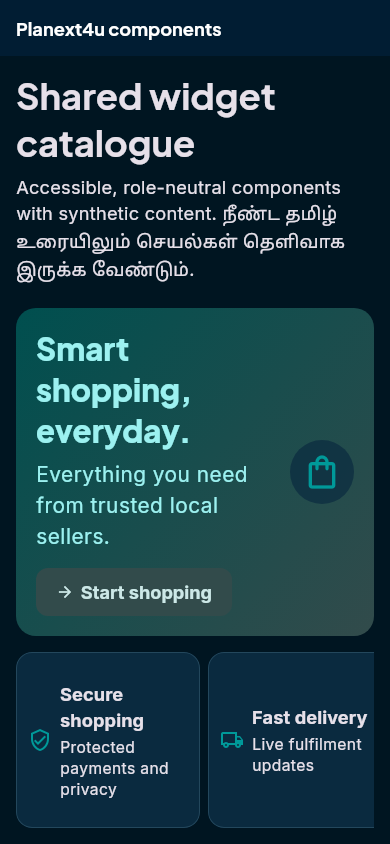 Planext4u components
Shared widget
catalogue
Accessible, role-neutral components
with synthetic content. நீண்ட தமிழ்
உரையிலும் செயல்கள் தெளிவாக
இருக்க வேண்டும்.
Smart
shopping,
everyday.
Everything you need
from trusted local
sellers.
Start shopping
Secure
shopping
Protected
payments and
privacy
Fast delivery
Live fulfilment
updates